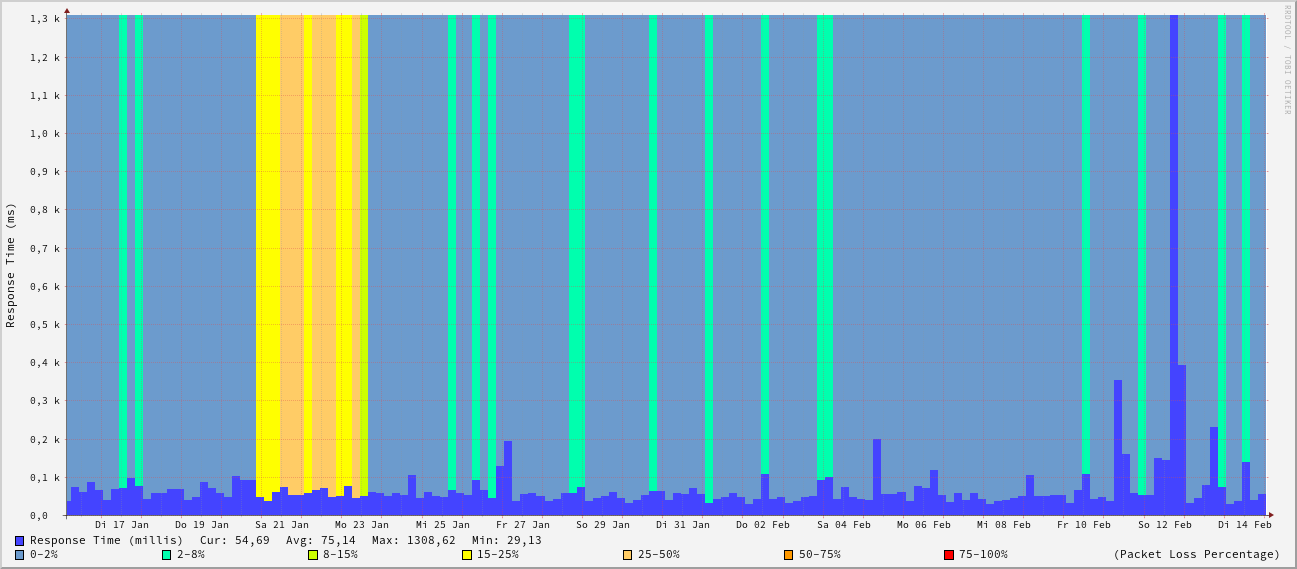 RRDTOOL / TOBI OETIKER
Response Time (ms)
1,3 k
1,2 k
1,1 k
1,0 k
0,9 k
0,8 k
0,7 k
0,6 k
0,5 k
0,4 k
0,3 k
0,2 k
0,1 k
0,0
Di 17 Jan Do 19 Jan Sa 21 Jan Mo 23 Jan Mi 25 Jan Fr 27 Jan So 29 Jan Di 31 Jan Do 02 Feb Sa 04 Feb Mo 06 Feb Mi 08 Feb Fr 10 Feb So 12 Feb Di 14 Feb
Response Time (millis) Cur: 54,69 Avg: 75,14 Max: 1308,62 Min: 29,13
0-2% 2-8% 8-15% 15-25% 25-50% 50-75% 75-100% (Packet Loss Percentage)